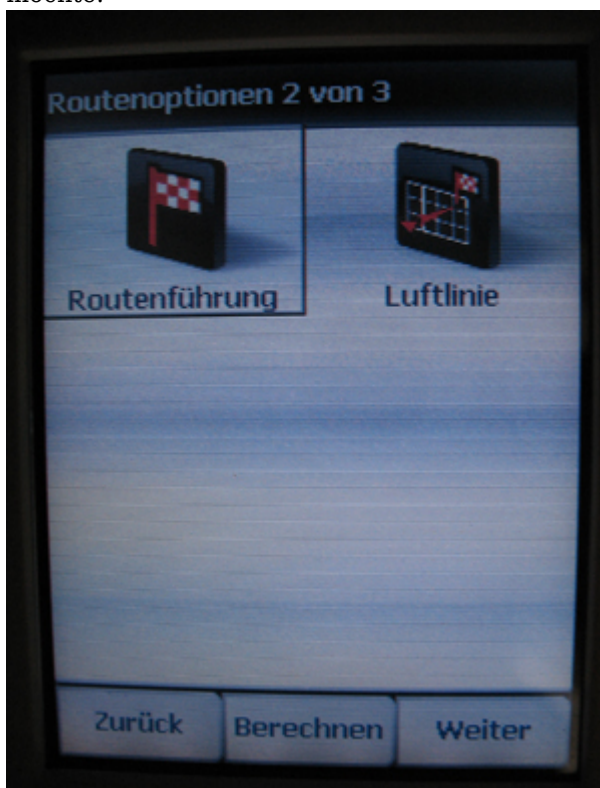 Routenoptionen 2 von 3
Routenführung
Luftlinie
Zurück
Berechnen
Weiter